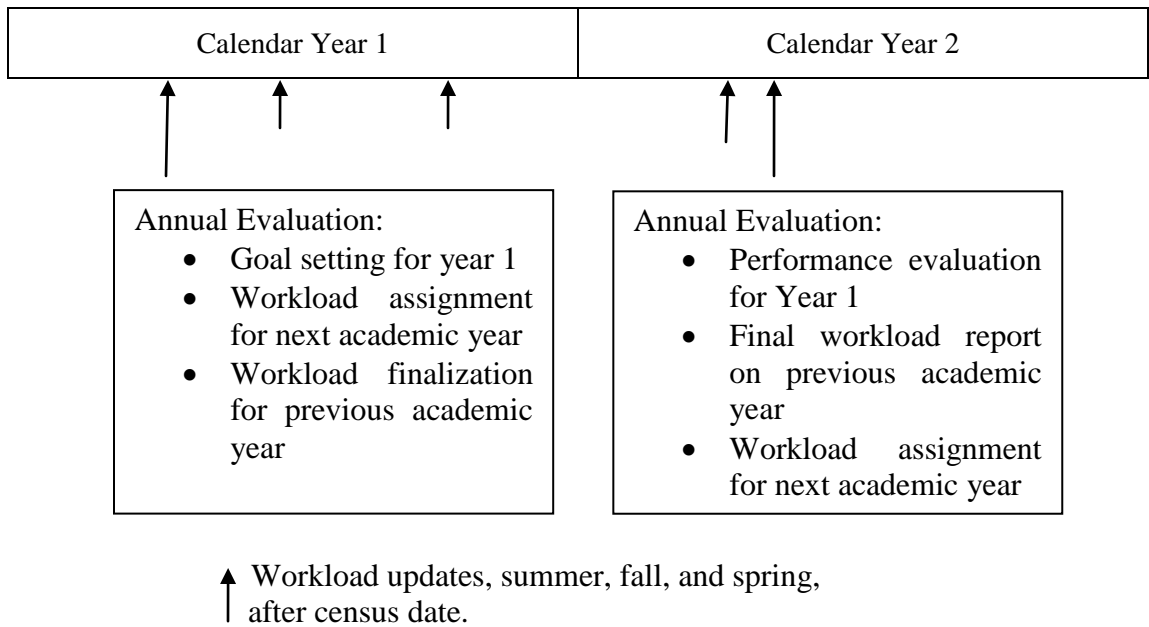 Calendar Year 1
Calendar Year 2
Annual Evaluation:
• Goal setting for year 1
• Workload assignment
for next academic year
• Workload finalization
for previous academic
year
Annual Evaluation:
• Performance evaluation
for Year 1
• Final workload report
on previous academic
year
• Workload assignment
for next academic year
Workload updates, summer, fall, and spring,
after census date.